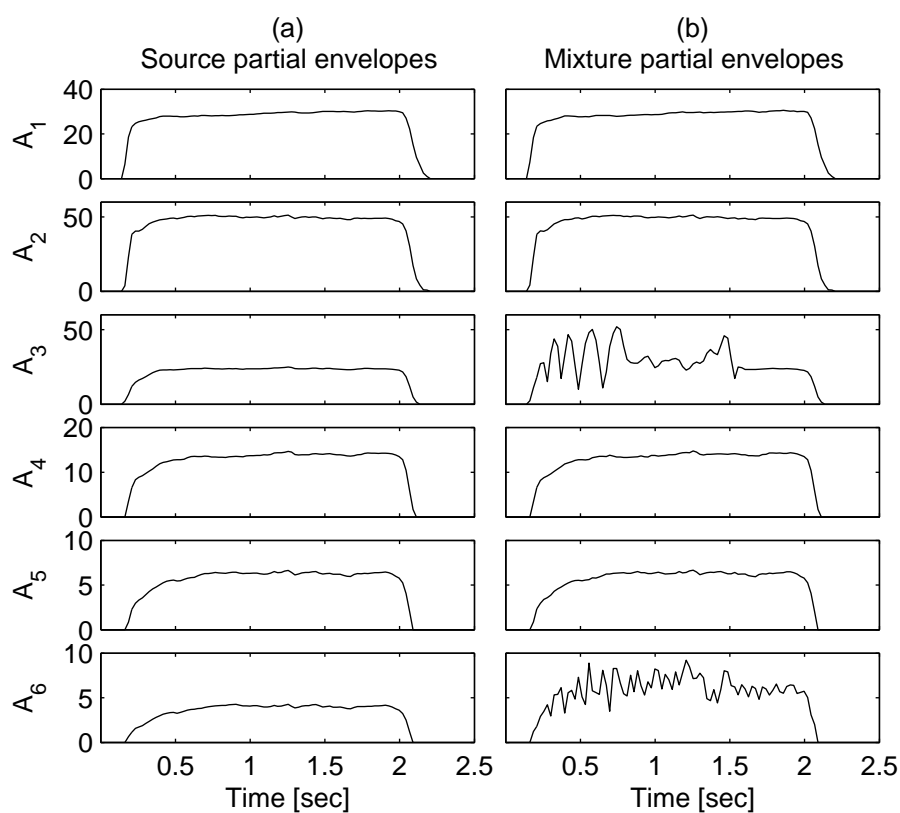 (a) (b)
Source partial envelopes Mixture partial envelopes
40
20
0
A1
50
0
A2
50
0
A3
20
10
0
A4
10
5
0
A5
10
5
0
A6
0.5 1 1.5 2 2.5 0.5 1 1.5 2 2.5
Time [sec] Time [sec]